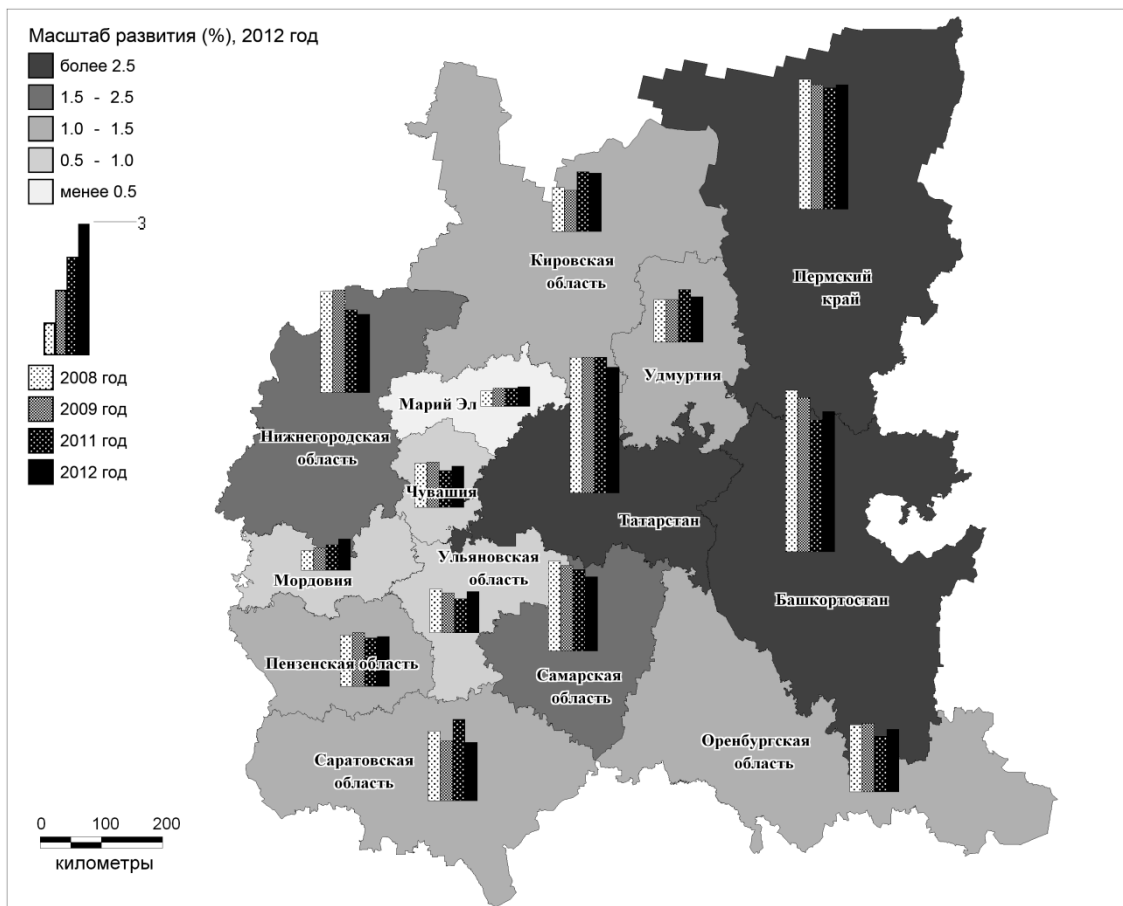 Масштаб развития (%), 2012 год
более 2.5
1.5 - 2.5
1.0 - 1.5
0.5 - 1.0
менее 0.5
3
2008 год
2009 год
2011 год
2012 год
Кировская
область
Пермский
край
Удмуртия
Марий Эл
Нижнегородская
область
Чувашия
Татарстан
Ульяновская
область
Мордовия
Башкортостан
Пензенская область
Самарская
область
Оренбургская
область
Саратовская
область
0 100 200
километры